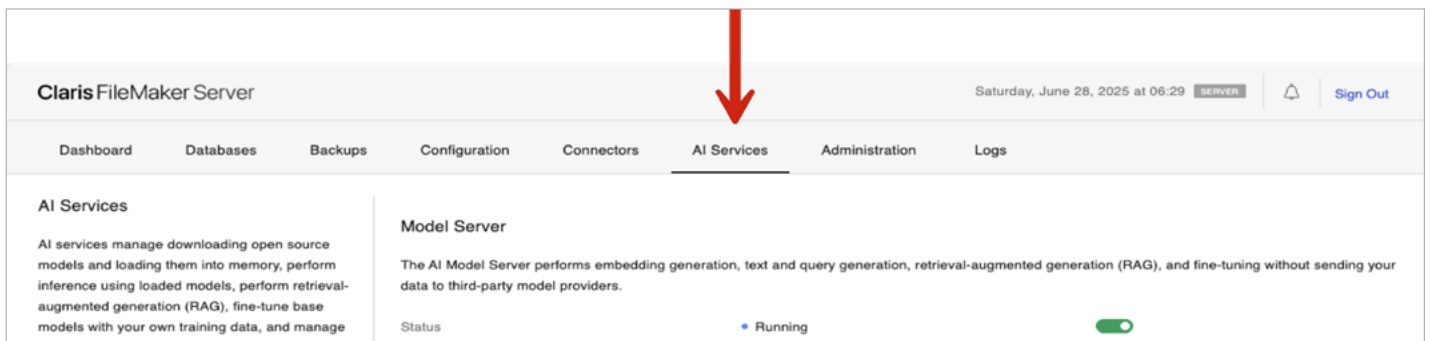 Claris FileMaker Server
Saturday, June 28, 2025 at 06:29 SERVER
Sign Out
Dashboard Databases Backups Configuration Connectors AI Services Administration Logs
AI Services
AI services manage downloading open source
models and loading them into memory, perform
inference using loaded models, perform retrieval-
augmented generation (RAG), fine-tune base
models with your own training data, and manage
Model Server
The AI Model Server performs embedding generation, text and query generation, retrieval-augmented generation (RAG), and fine-tuning without sending your
data to third-party model providers.
Status Running